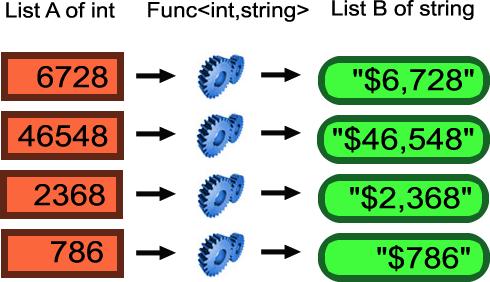 List A of int Func<int,string> List B of string
6728 "$6,728"
46548 "$46,548"
2368 "$2,368"
786 "$786"